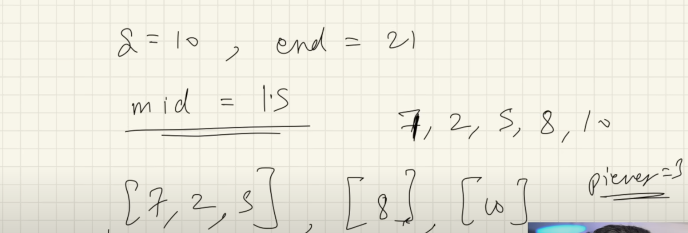 s = 10 , end = 21
mid = 15
7, 2, 5, 8, 10
[7, 2, 5] , [8] , [10]
pieces = 3